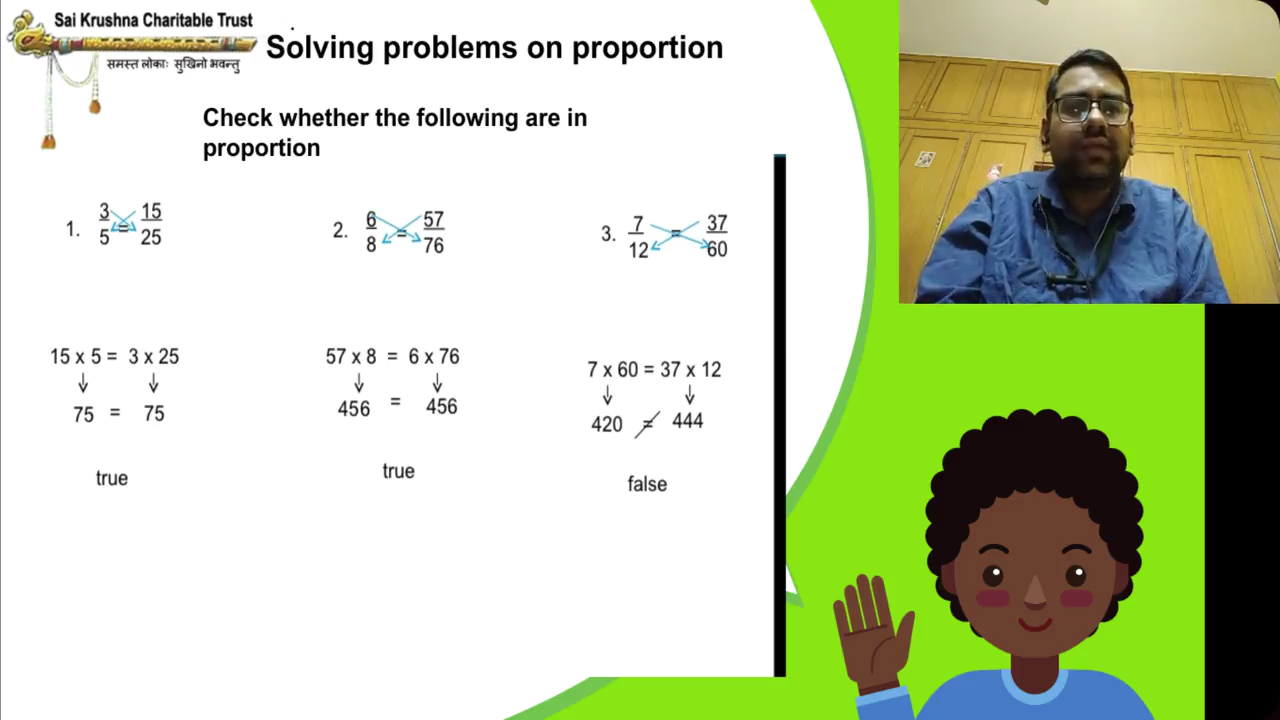 Sai Krushna Charitable Trust
समस्त लोकाः सुखिनो भवन्तु
Solving problems on proportion
Check whether the following are in
proportion
1. 3/5 = 15/25
2. 6/8 = 57/76
3. 7/12 = 37/60
15 x 5 = 3 x 25
↓ ↓
75 = 75
true
57 x 8 = 6 x 76
↓ ↓
456 = 456
true
7 x 60 = 37 x 12
↓ ↓
420 ≠ 444
false